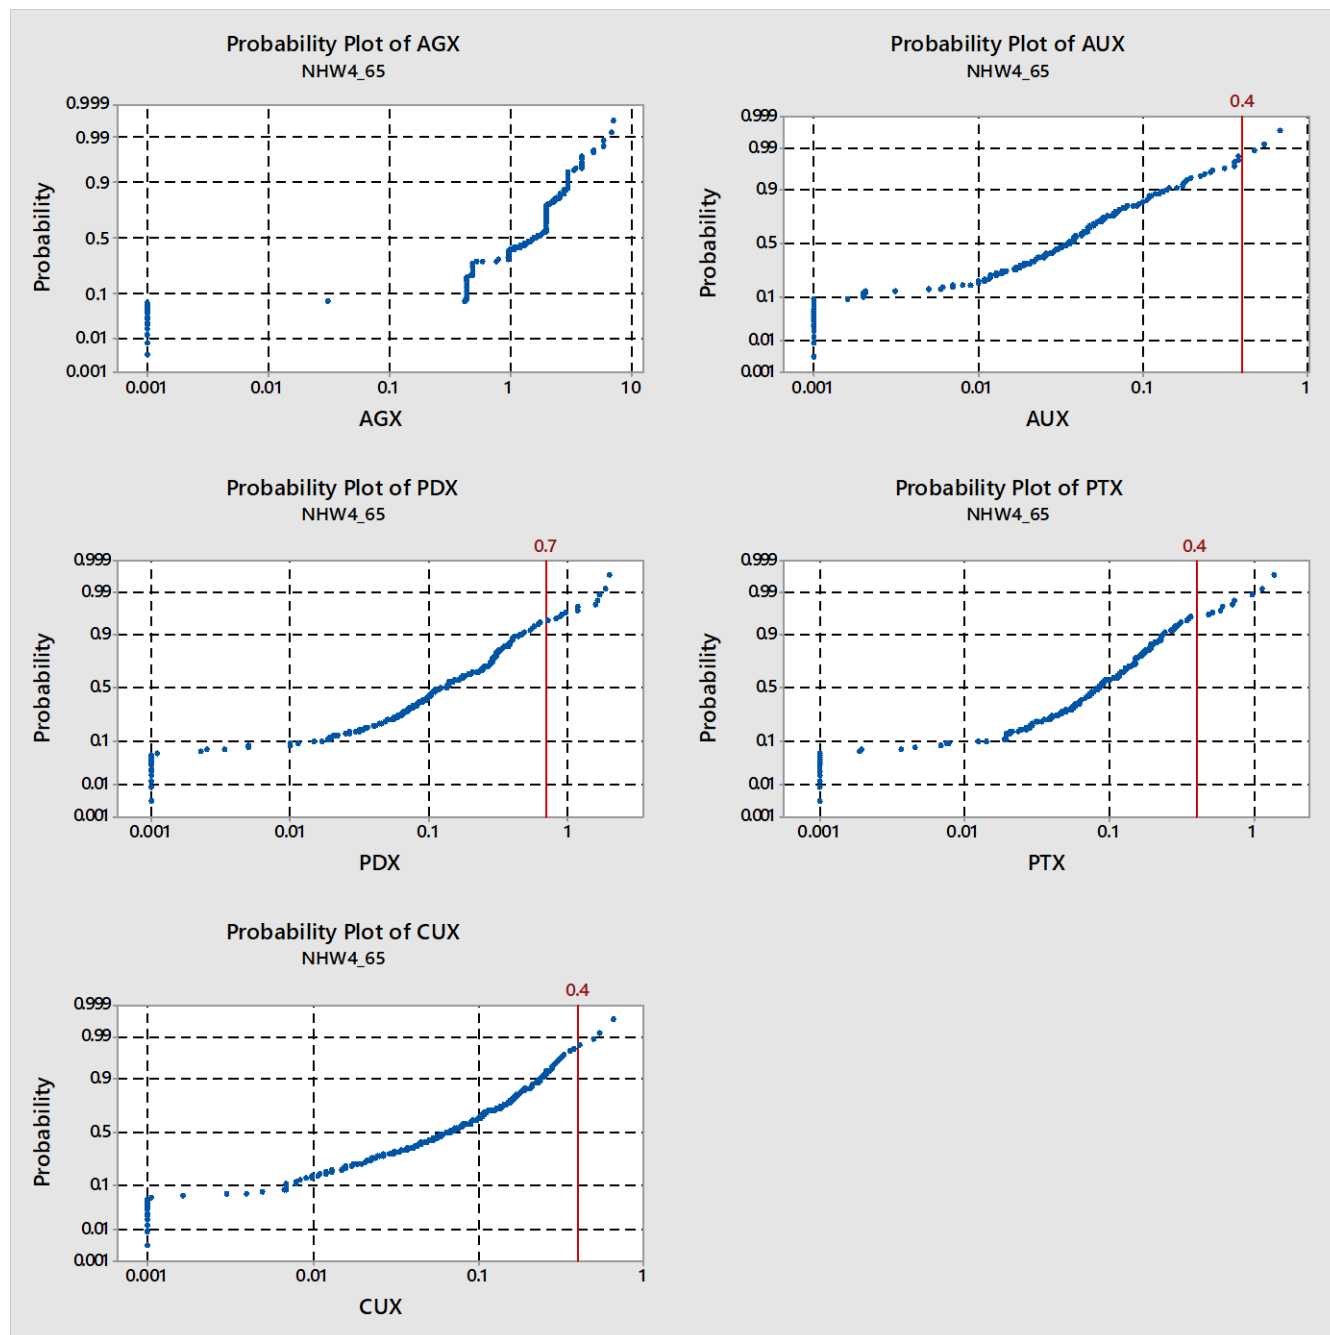 Probability Plot of AGX
NHW4_65
0.999
0.99
0.9
0.5
0.1
0.01
0.001
Probability
0.001 0.01 0.1 1 10
AGX
Probability Plot of AUX
NHW4_65
0.4
0.999
0.99
0.9
0.5
0.1
0.01
0.001
Probability
0.001 0.01 0.1 1
AUX
Probability Plot of PDX
NHW4_65
0.7
0.999
0.99
0.9
0.5
0.1
0.01
0.001
Probability
0.001 0.01 0.1 1
PDX
Probability Plot of PTX
NHW4_65
0.4
0.999
0.99
0.9
0.5
0.1
0.01
0.001
Probability
0.001 0.01 0.1 1
PTX
Probability Plot of CUX
NHW4_65
0.4
0.999
0.99
0.9
0.5
0.1
0.01
0.001
Probability
0.001 0.01 0.1 1
CUX